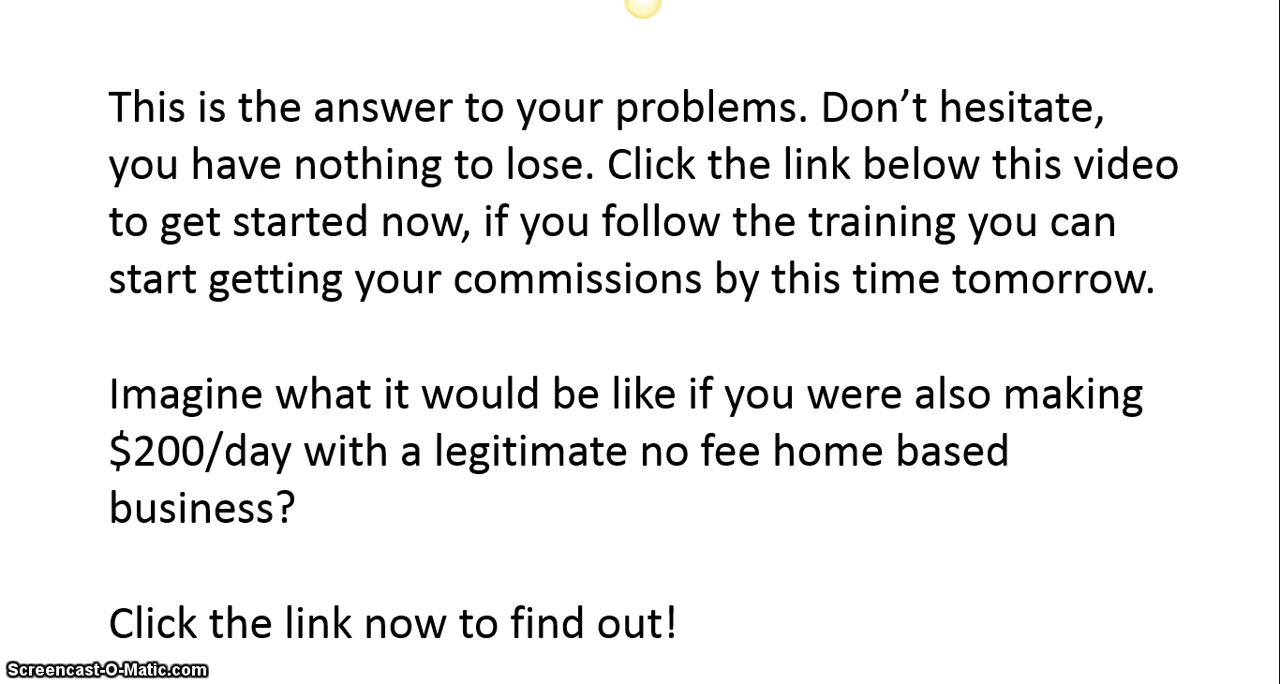 This is the answer to your problems. Don’t hesitate,
you have nothing to lose. Click the link below this video
to get started now, if you follow the training you can
start getting your commissions by this time tomorrow.
Imagine what it would be like if you were also making
$200/day with a legitimate no fee home based
business?
Click the link now to find out!
Screencast-O-Matic.com